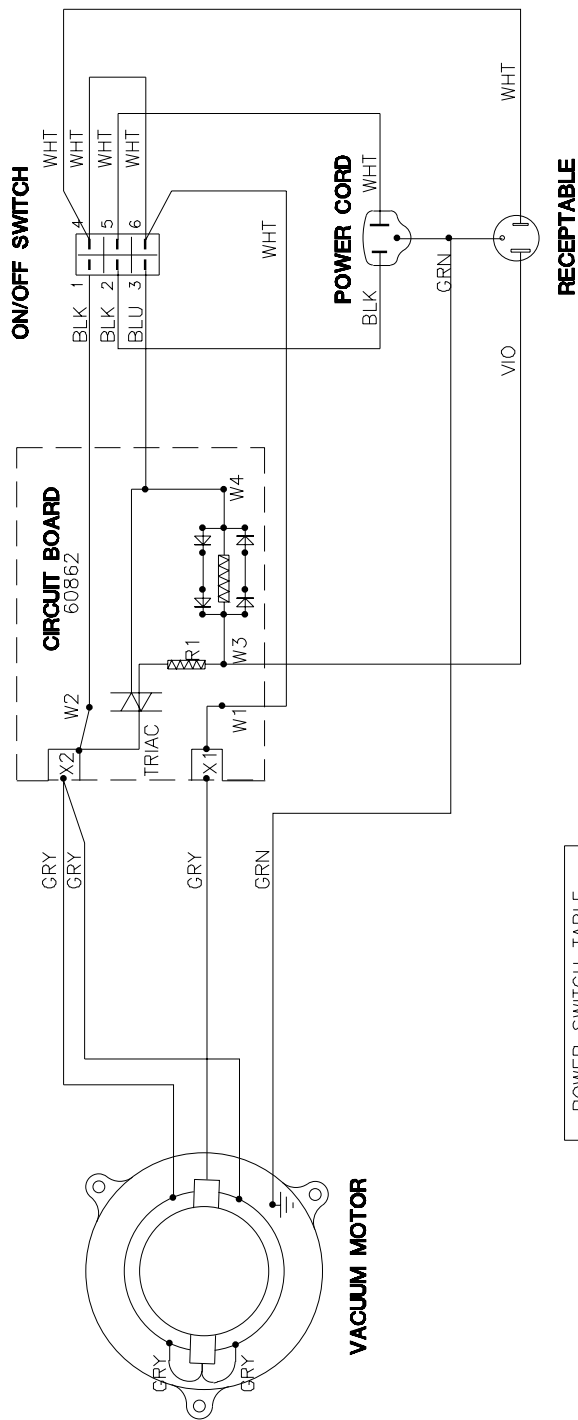 ON/OFF SWITCH
WHT
WHT
WHT
WHT
4
5
6
1
2
3
BLK
BLK
BLU
WHT
POWER CORD
BLK
WHT
GRN
WHT
VIO
RECEPTABLE
CIRCUIT BOARD
60862
W2
W4
W3
W1
R1
TRIAC
X2
X1
GRY
GRY
GRY
GRN
GRY
GRY
VACUUM MOTOR
POWER SWITCH TABLE